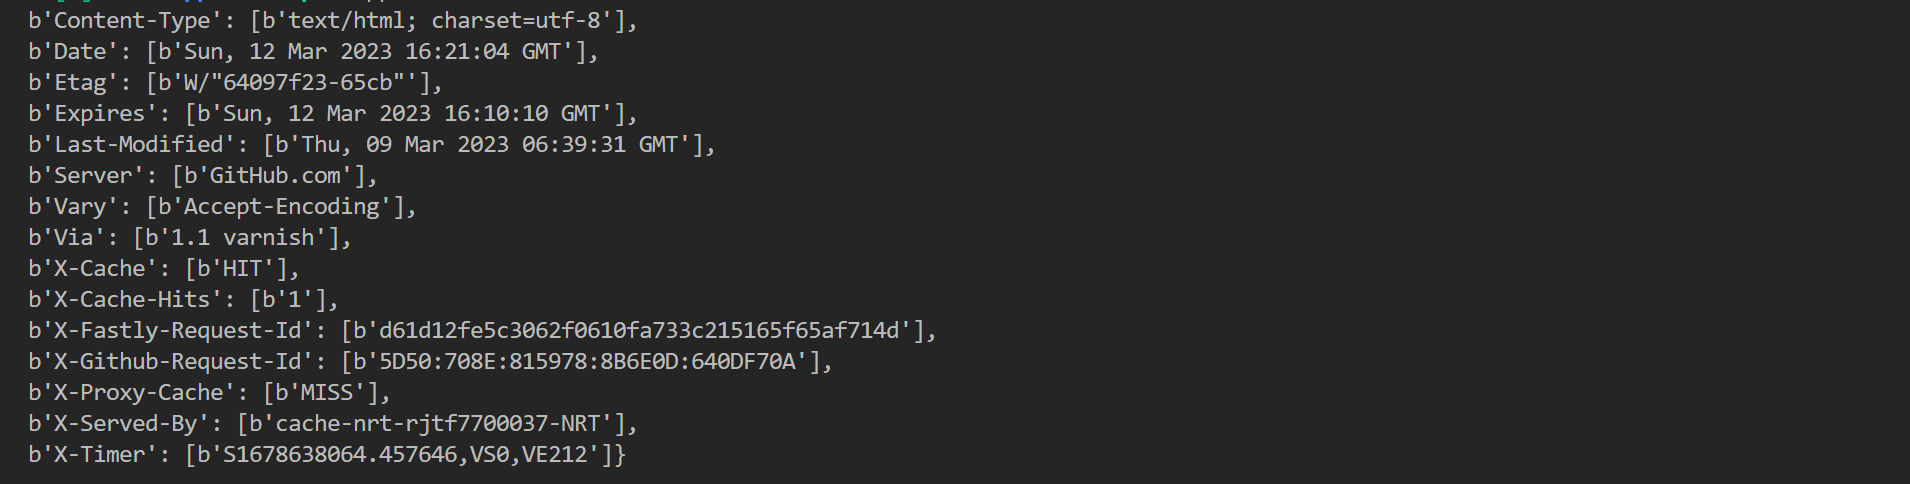 b'Content-Type': [b'text/html; charset=utf-8'],
b'Date': [b'Sun, 12 Mar 2023 16:21:04 GMT'],
b'Etag': [b'W/"64097f23-65cb"'],
b'Expires': [b'Sun, 12 Mar 2023 16:10:10 GMT'],
b'Last-Modified': [b'Thu, 09 Mar 2023 06:39:31 GMT'],
b'Server': [b'GitHub.com'],
b'Vary': [b'Accept-Encoding'],
b'Via': [b'1.1 varnish'],
b'X-Cache': [b'HIT'],
b'X-Cache-Hits': [b'1'],
b'X-Fastly-Request-Id': [b'd61d12fe5c3062f0610fa733c215165f65af714d'],
b'X-Github-Request-Id': [b'5D50:708E:815978:8B6E0D:640DF70A'],
b'X-Proxy-Cache': [b'MISS'],
b'X-Served-By': [b'cache-nrt-rjtf7700037-NRT'],
b'X-Timer': [b'S1678638064.457646,VS0,VE212']}